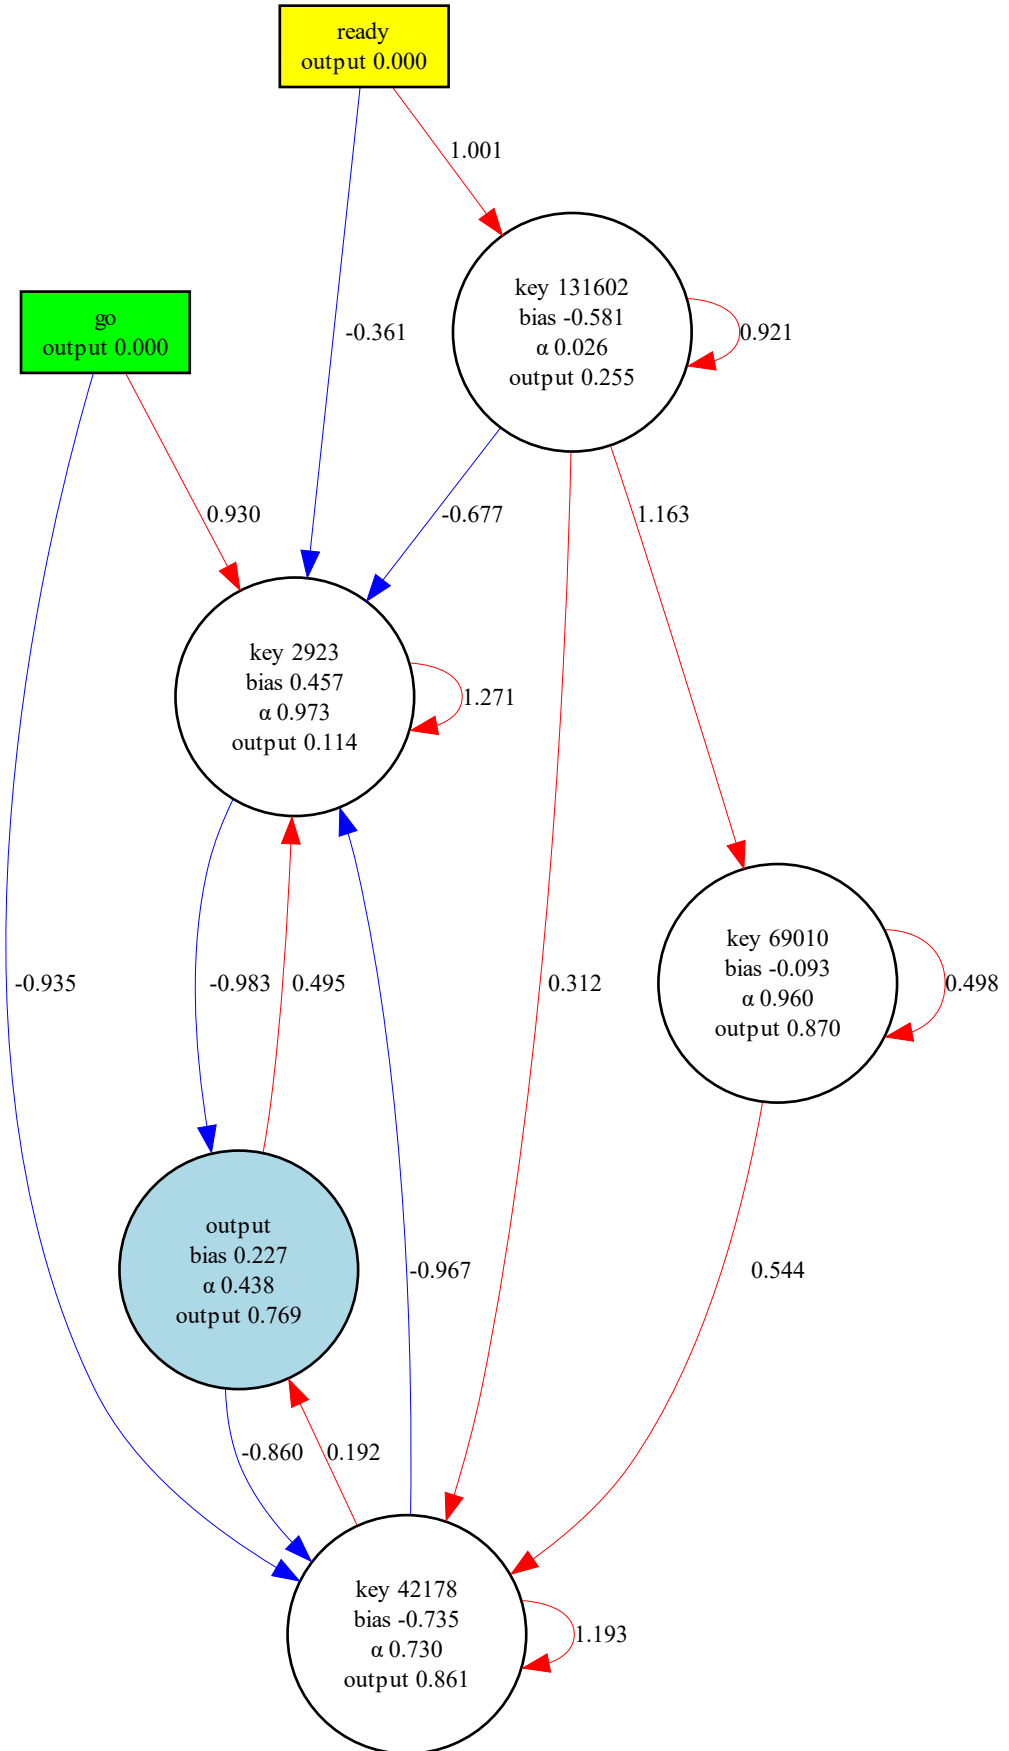 ready
output 0.000
1.001
go
output 0.000
-0.361
key 131602
bias -0.581
α 0.026
output 0.255
0.921
0.930
-0.677
1.163
key 2923
bias 0.457
α 0.973
output 0.114
1.271
-0.935
-0.983
0.495
0.312
key 69010
bias -0.093
α 0.960
output 0.870
0.498
output
bias 0.227
α 0.438
output 0.769
-0.967
0.544
-0.860
0.192
key 42178
bias -0.735
α 0.730
output 0.861
1.193